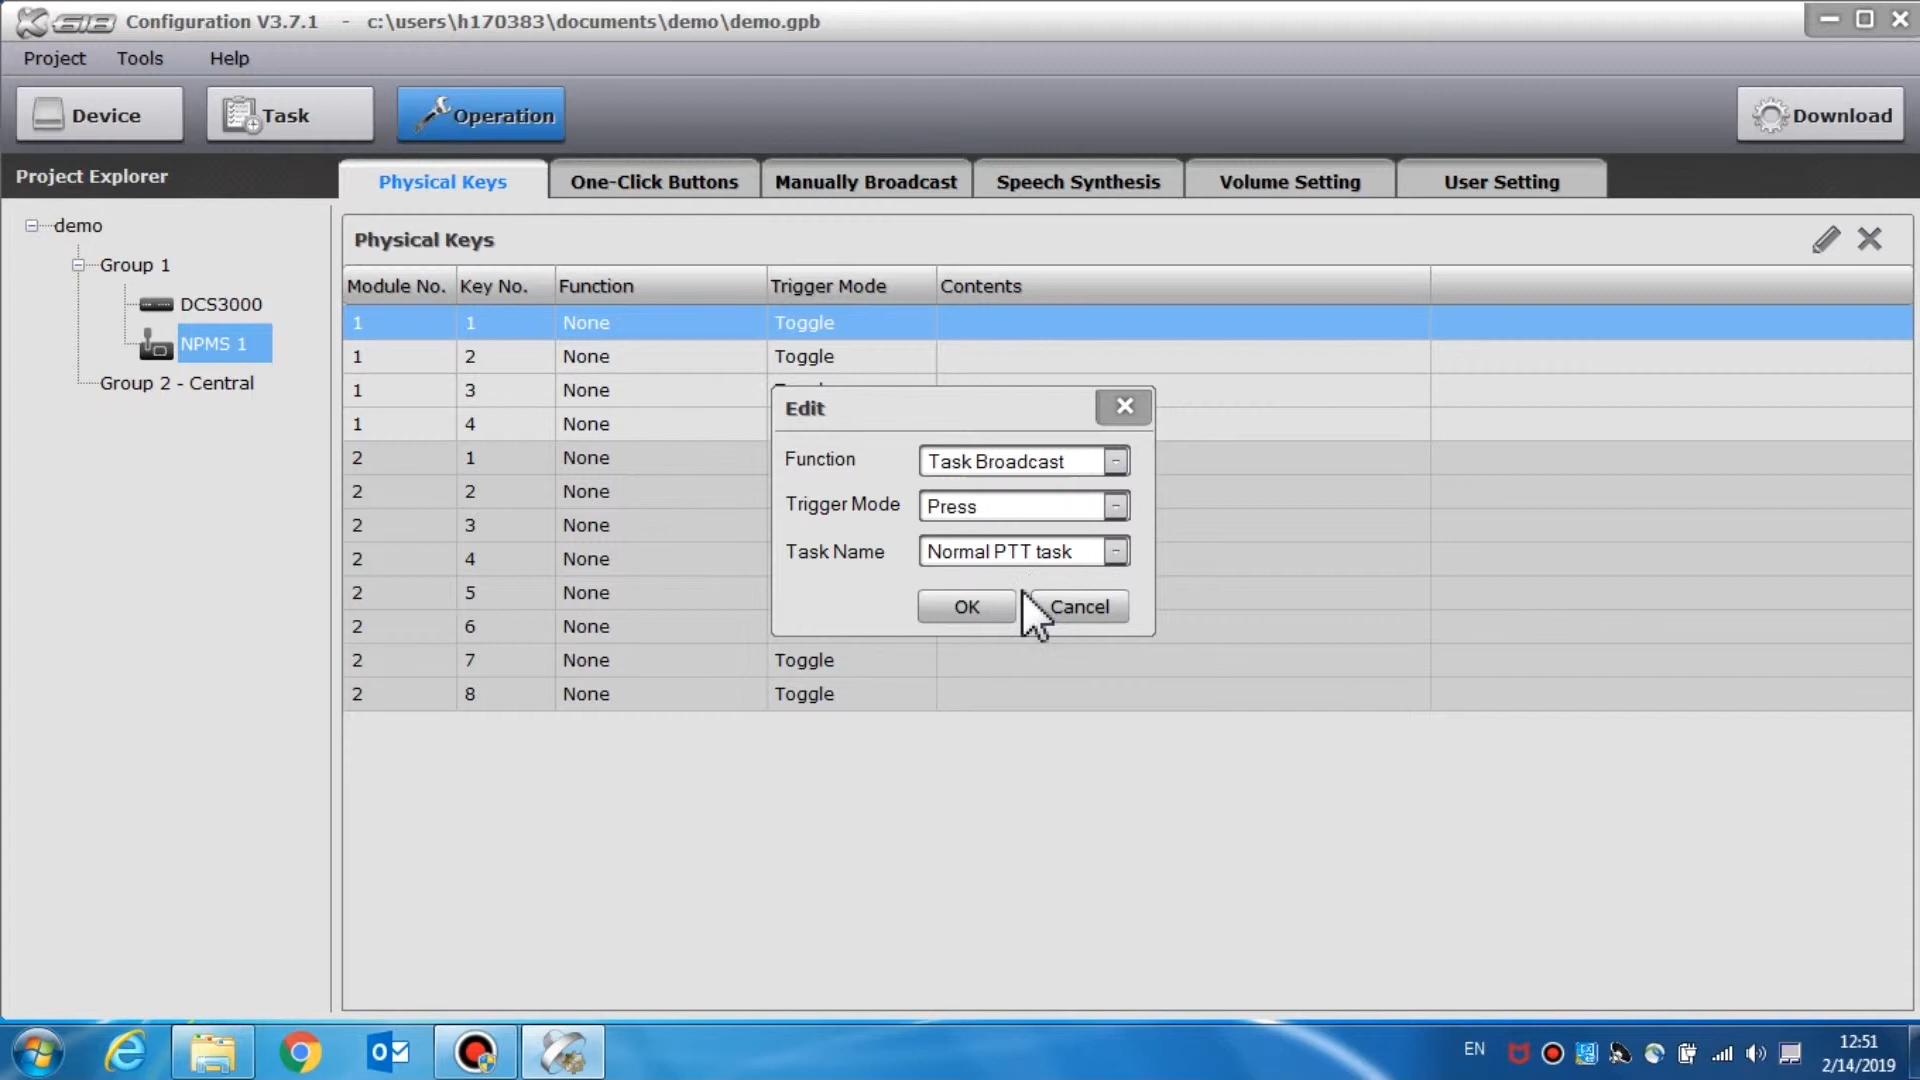 X-618 Configuration V3.7.1 - c:\users\h170383\documents\demo\demo.gpb
Project Tools Help
Device Task Operation Download
Project Explorer
Physical Keys One-Click Buttons Manually Broadcast Speech Synthesis Volume Setting User Setting
demo
Group 1
DCS3000
NPMS 1
Group 2 - Central
Physical Keys
Module No. Key No. Function Trigger Mode Contents
1 1 None Toggle
1 2 None Toggle
1 3 None
1 4 None
2 1 None
2 2 None
2 3 None
2 4 None
2 5 None
2 6 None
2 7 None Toggle
2 8 None Toggle
Edit
Function Task Broadcast
Trigger Mode Press
Task Name Normal PTT task
OK Cancel
EN
12:51
2/14/2019